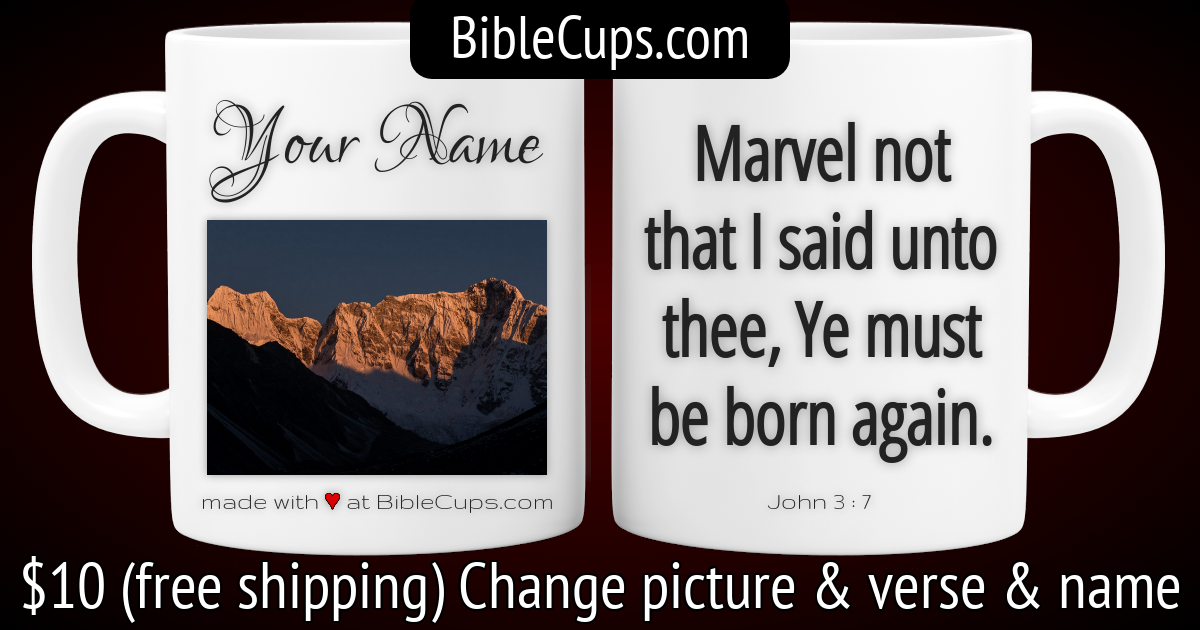 BibleCups.com
Your Name
made with ♥ at BibleCups.com
Marvel not
that I said unto
thee, Ye must
be born again.
John 3 : 7
$10 (free shipping) Change picture & verse & name